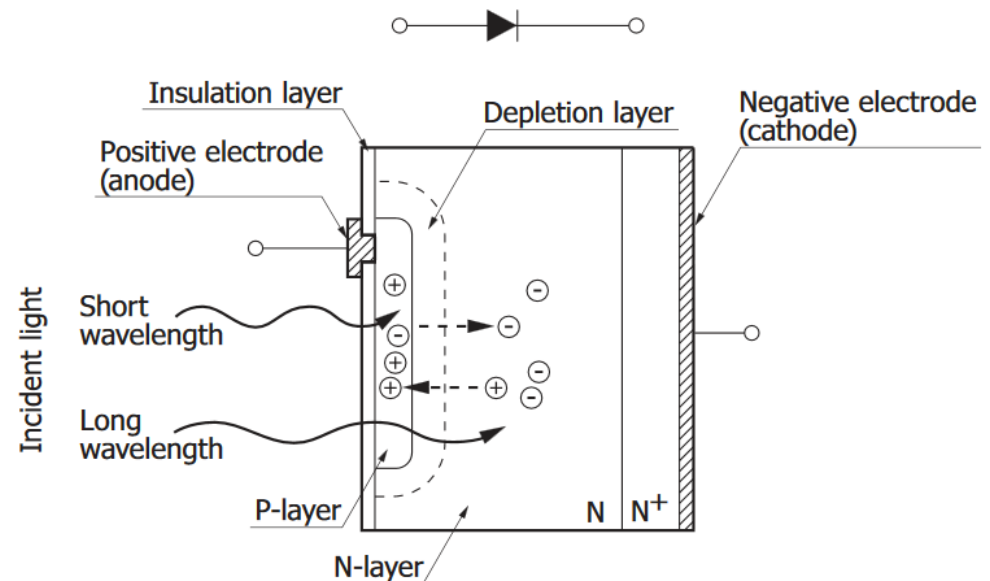 Insulation layer
Depletion layer
Negative electrode
(cathode)
Positive electrode
(anode)
Incident light
Short
wavelength
+
-
-
-
+
+
+
-
-
Long
wavelength
P-layer
N
N+
N-layer